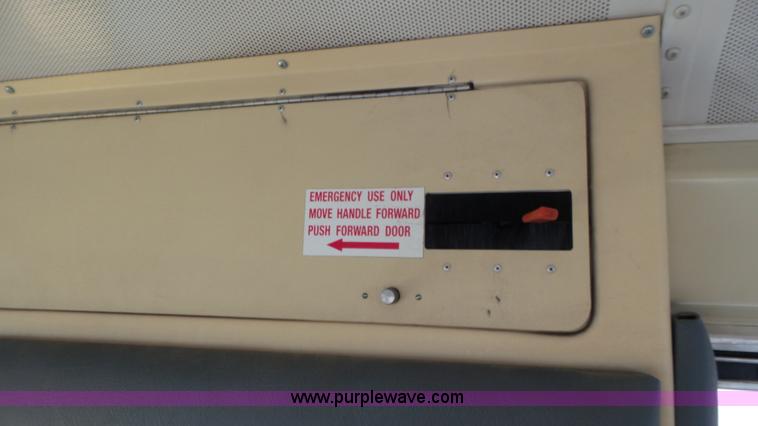 EMERGENCY USE ONLY
MOVE HANDLE FORWARD
PUSH FORWARD DOOR
www.purplewave.com